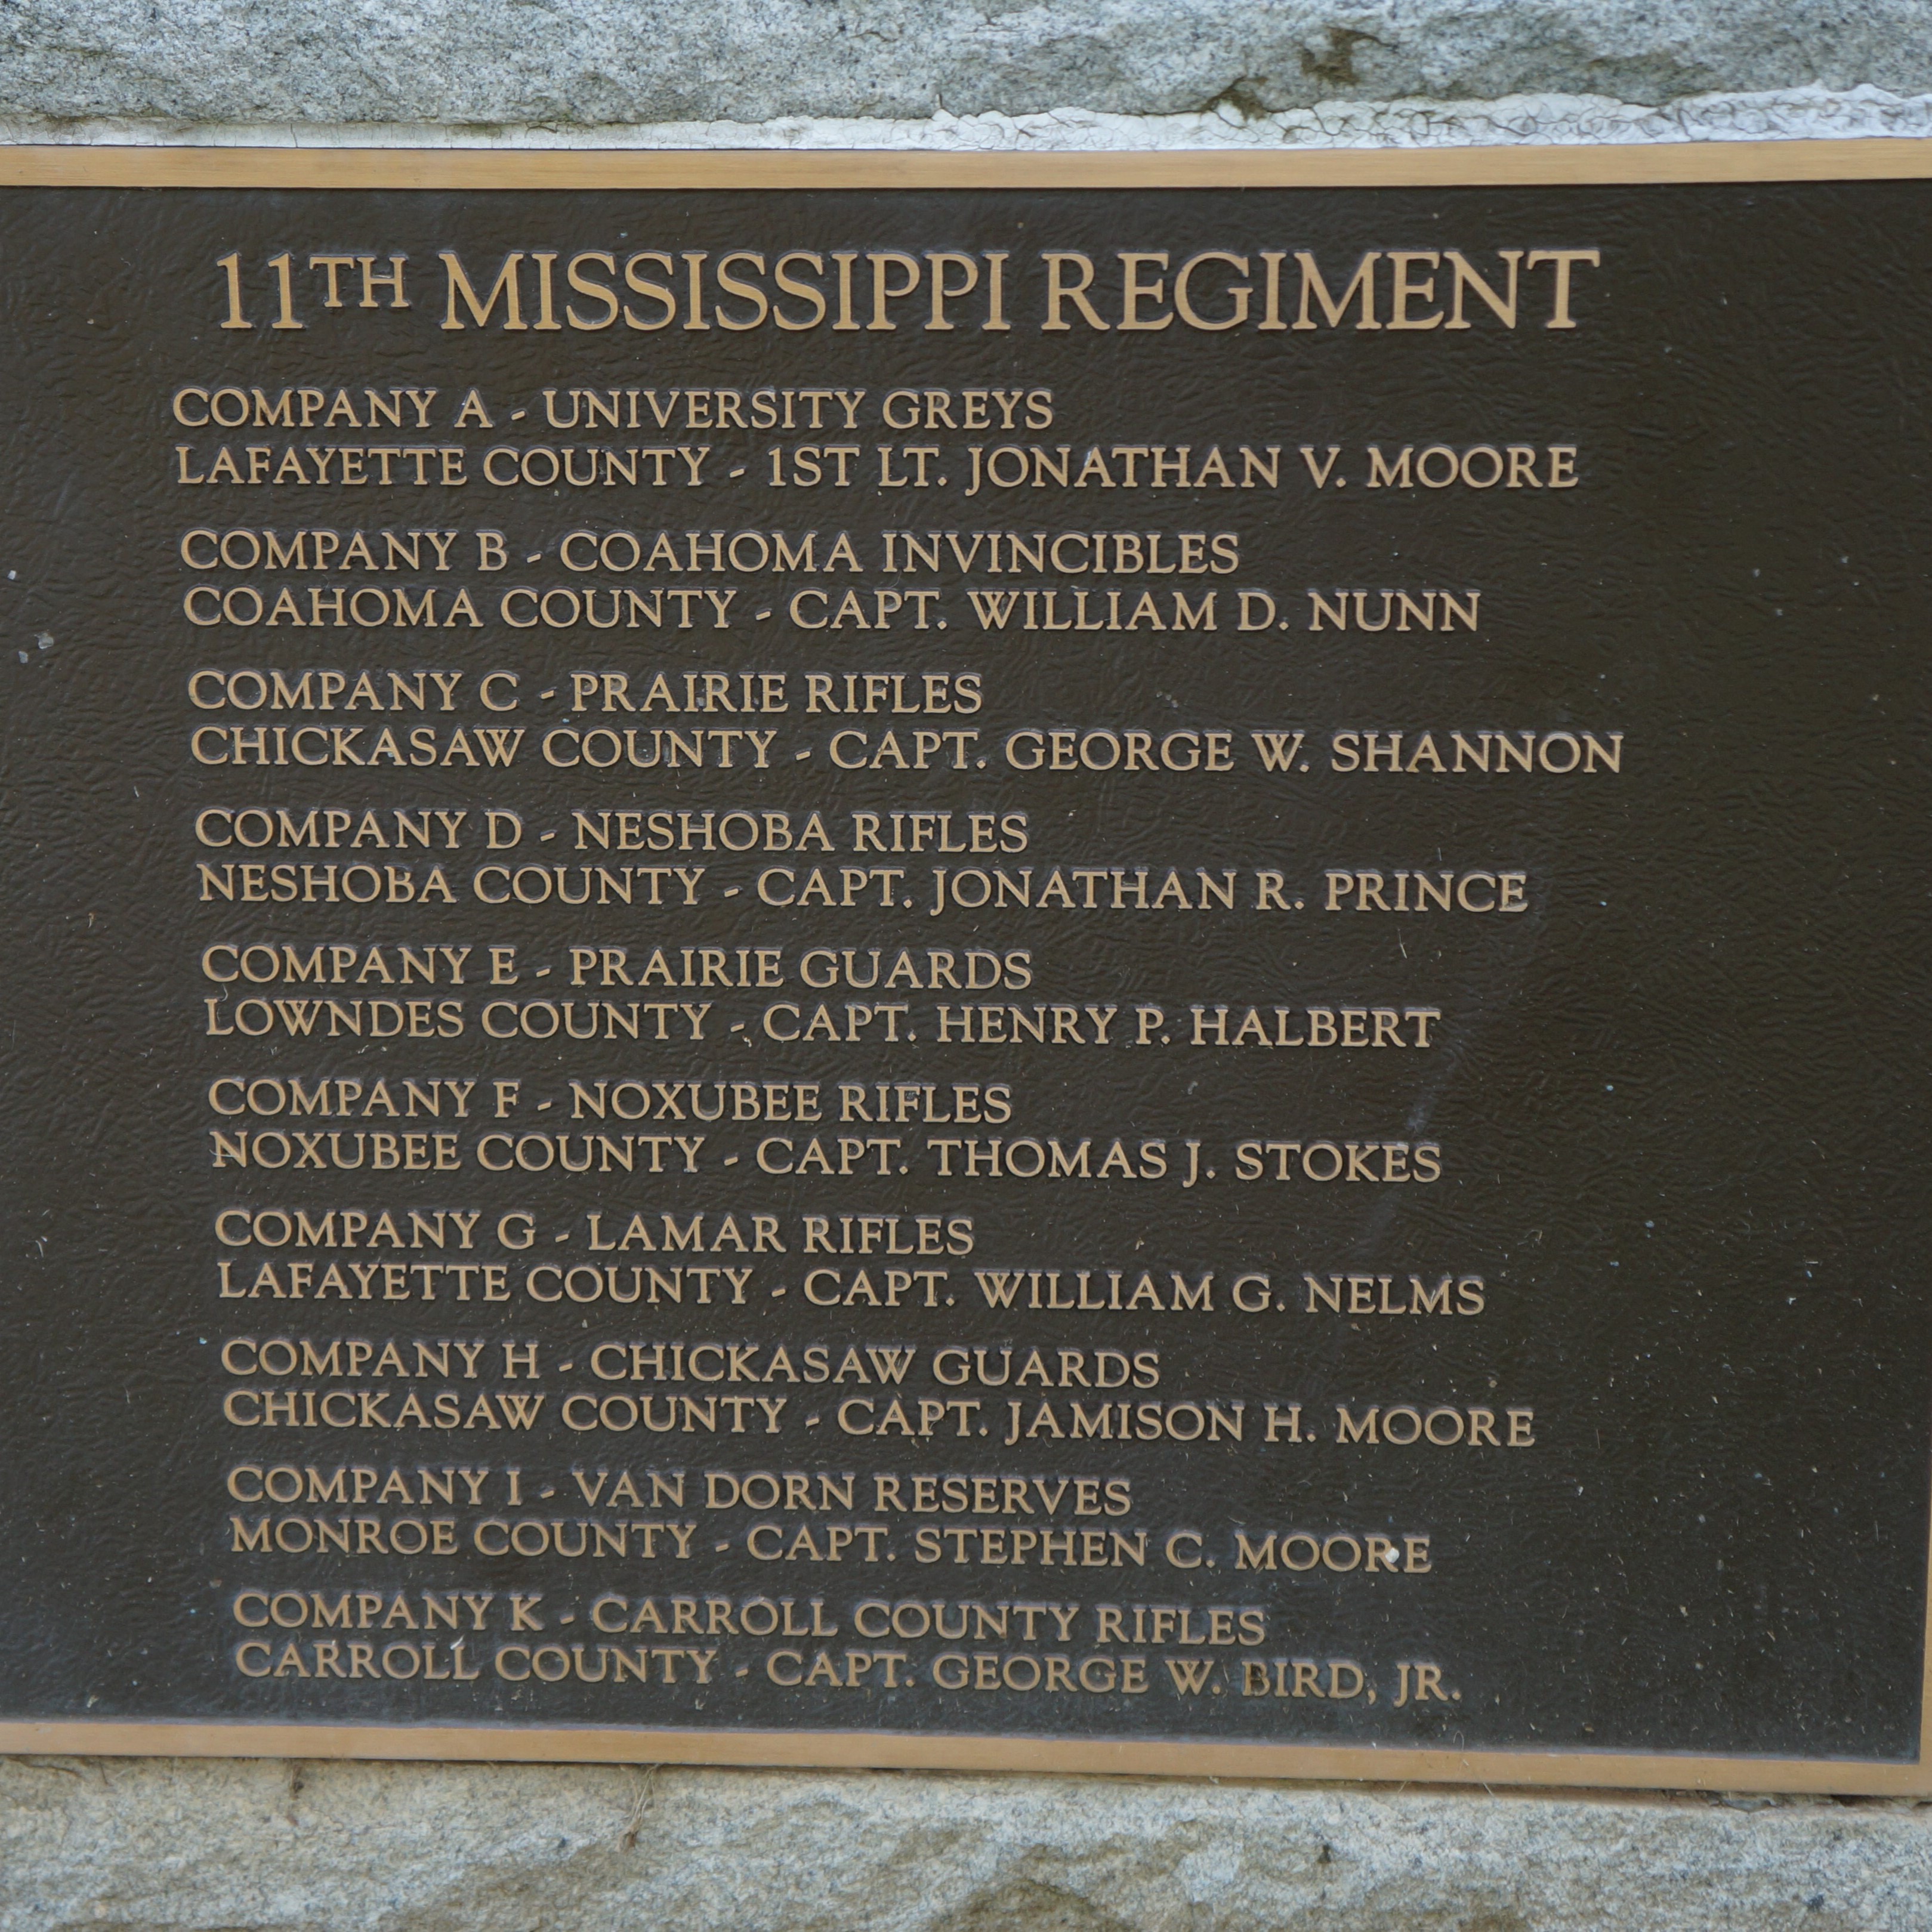 11TH MISSISSIPPI REGIMENT
COMPANY A - UNIVERSITY GREYS
LAFAYETTE COUNTY - 1ST LT. JONATHAN V. MOORE
COMPANY B - COAHOMA INVINCIBLES
COAHOMA COUNTY - CAPT. WILLIAM D. NUNN
COMPANY C - PRAIRIE RIFLES
CHICKASAW COUNTY - CAPT. GEORGE W. SHANNON
COMPANY D - NESHOBA RIFLES
NESHOBA COUNTY - CAPT. JONATHAN R. PRINCE
COMPANY E - PRAIRIE GUARDS
LOWNDES COUNTY - CAPT. HENRY P. HALBERT
COMPANY F - NOXUBEE RIFLES
NOXUBEE COUNTY - CAPT. THOMAS J. STOKES
COMPANY G - LAMAR RIFLES
LAFAYETTE COUNTY - CAPT. WILLIAM G. NELMS
COMPANY H - CHICKASAW GUARDS
CHICKASAW COUNTY - CAPT. JAMISON H. MOORE
COMPANY I - VAN DORN RESERVES
MONROE COUNTY - CAPT. STEPHEN C. MOORE
COMPANY K - CARROLL COUNTY RIFLES
CARROLL COUNTY - CAPT. GEORGE W. BIRD, JR.